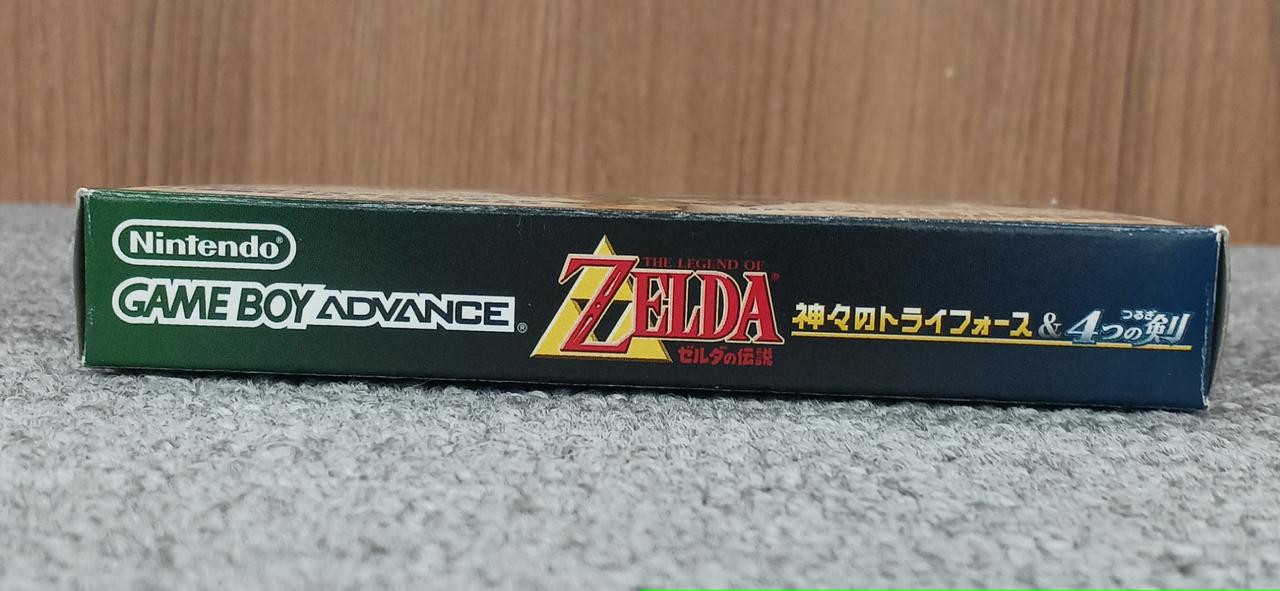 Nintendo®
GAME BOY ADVANCE®
THE LEGEND OF
ZELDA®
ゼルダの伝説
神々のトライフォース & 4つの剣
つるぎ